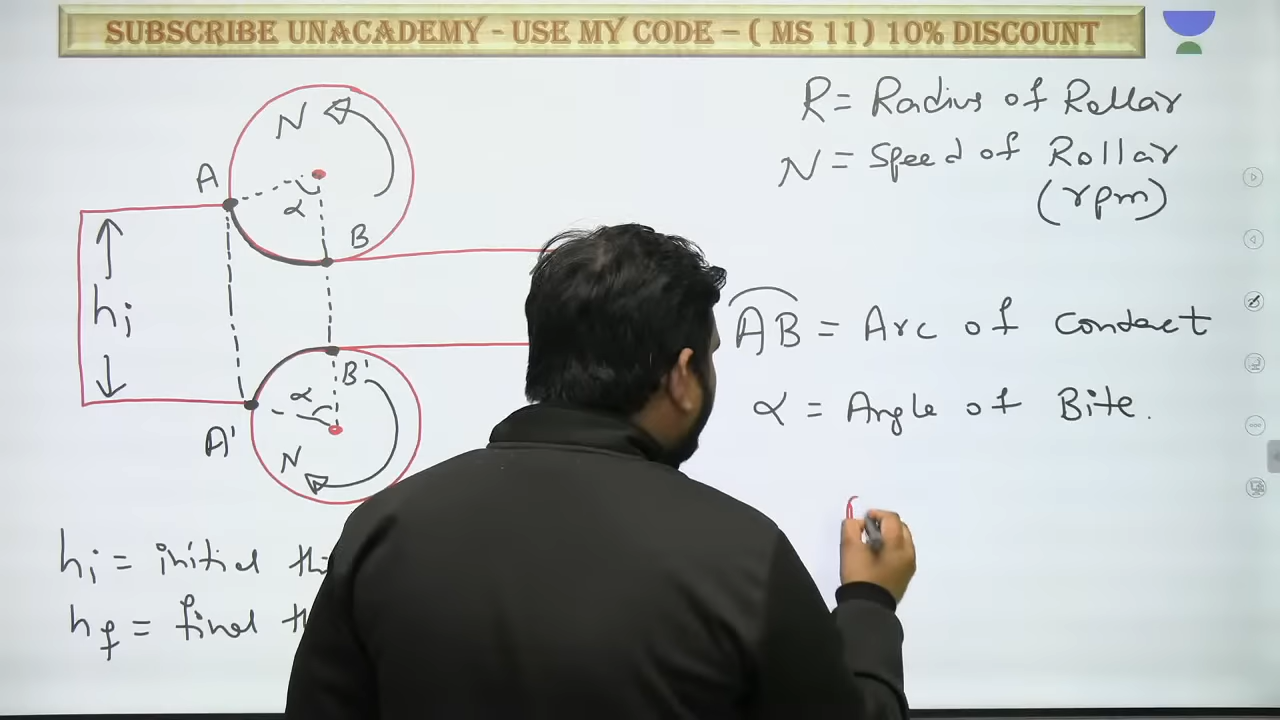 SUBSCRIBE UNACADEMY - USE MY CODE – ( MS 11) 10% DISCOUNT
R = Radius of Rollar
N = Speed of Rollar
(rpm)
N
A
α
B
hi
AB = Arc of contact
α = Angle of Bite.
B'
α
A'
N
hi = initial
hf = final